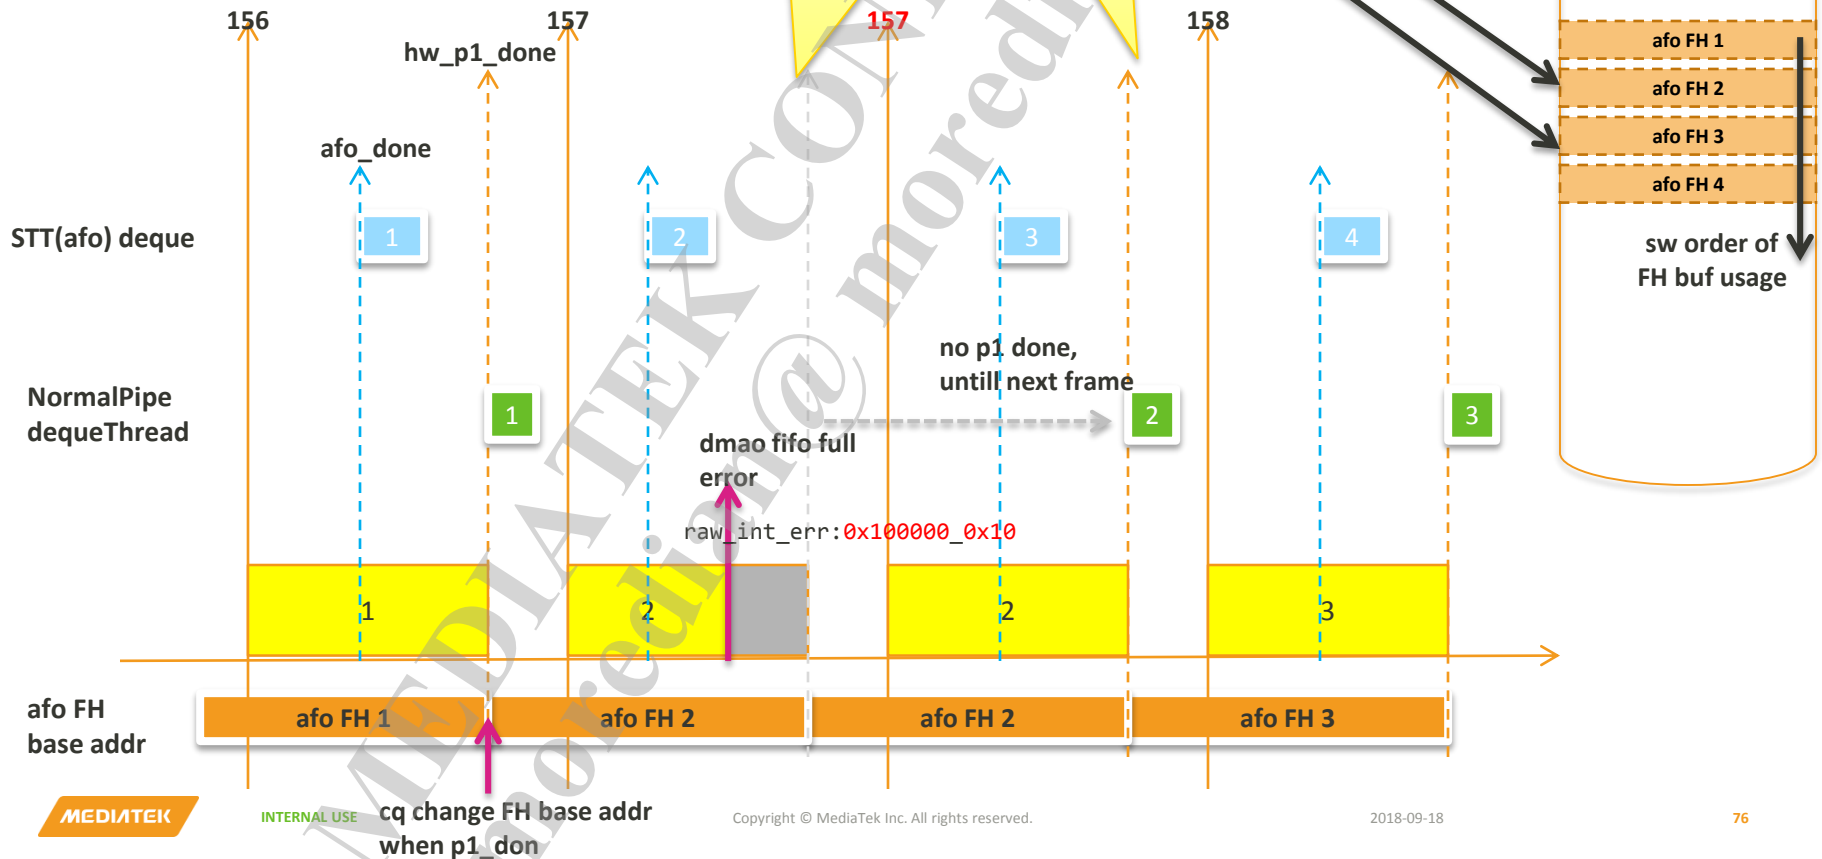 156
157
157
158
hw_p1_done
afo FH 1
afo FH 2
afo FH 3
afo FH 4
afo_done
STT(afo) deque
1
2
3
4
sw order of
FH buf usage
no p1 done,
untill next frame
NormalPipe
dequeThread
1
2
3
dmao fifo full
error
raw_int_err:0x100000_0x10
1
2
2
3
afo FH
base addr
afo FH 1
afo FH 2
afo FH 2
afo FH 3
cq change FH base addr
when p1_don
MEDIATEK
INTERNAL USE
Copyright © MediaTek Inc. All rights reserved.
2018-09-18
76
MEDIATEK CON
moredian@ moredi